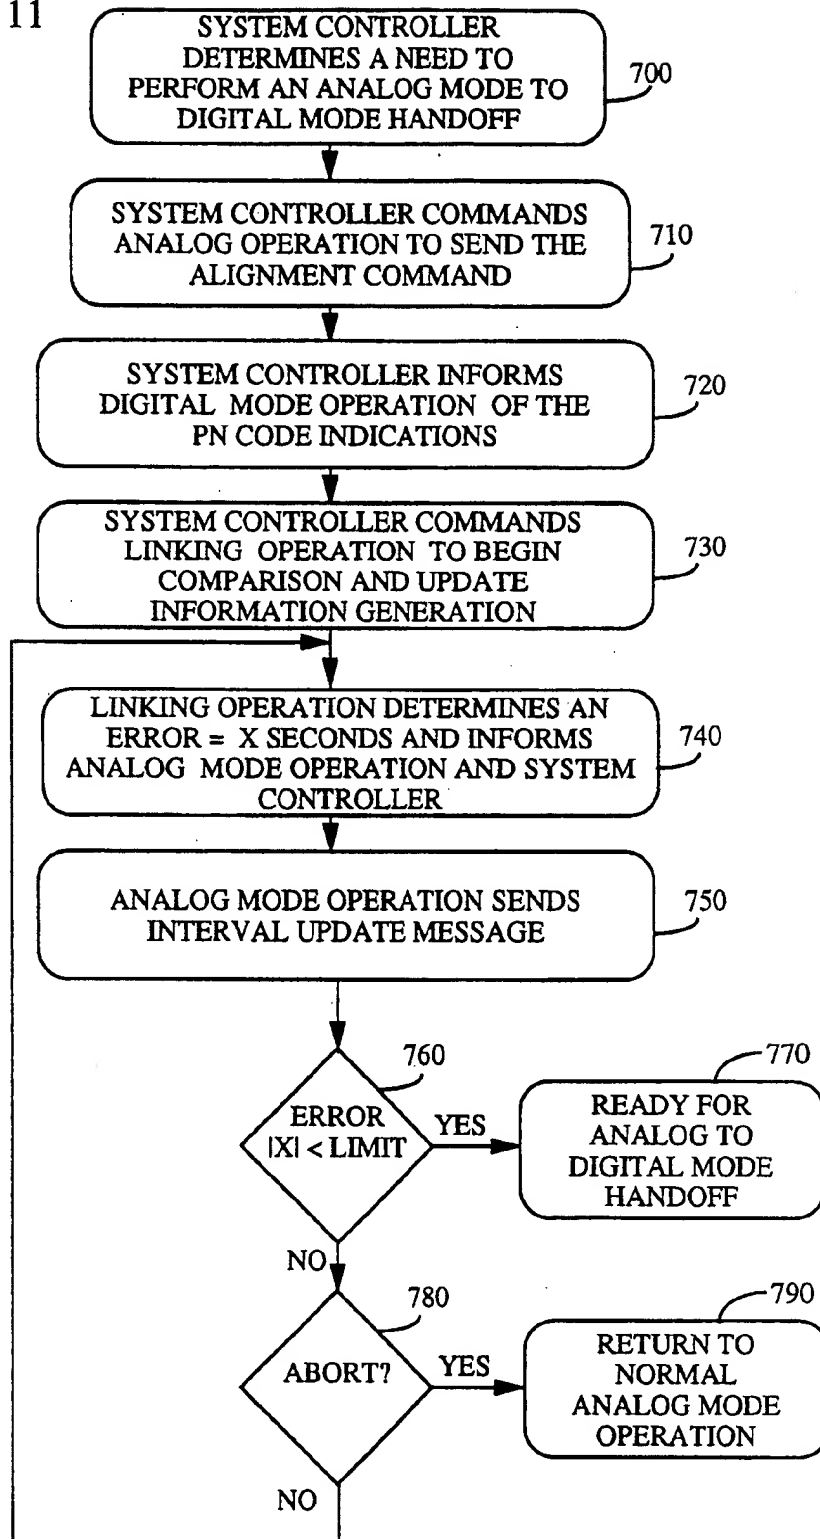 11
SYSTEM CONTROLLER
DETERMINES A NEED TO
PERFORM AN ANALOG MODE TO
DIGITAL MODE HANDOFF
700
SYSTEM CONTROLLER COMMANDS
ANALOG OPERATION TO SEND THE
ALIGNMENT COMMAND
710
SYSTEM CONTROLLER INFORMS
DIGITAL MODE OPERATION OF THE
PN CODE INDICATIONS
720
SYSTEM CONTROLLER COMMANDS
LINKING OPERATION TO BEGIN
COMPARISON AND UPDATE
INFORMATION GENERATION
730
LINKING OPERATION DETERMINES AN
ERROR = X SECONDS AND INFORMS
ANALOG MODE OPERATION AND SYSTEM
CONTROLLER
740
ANALOG MODE OPERATION SENDS
INTERVAL UPDATE MESSAGE
750
760
ERROR
|X| < LIMIT
YES
770
READY FOR
ANALOG TO
DIGITAL MODE
HANDOFF
NO
780
ABORT?
YES
790
RETURN TO
NORMAL
ANALOG MODE
OPERATION
NO